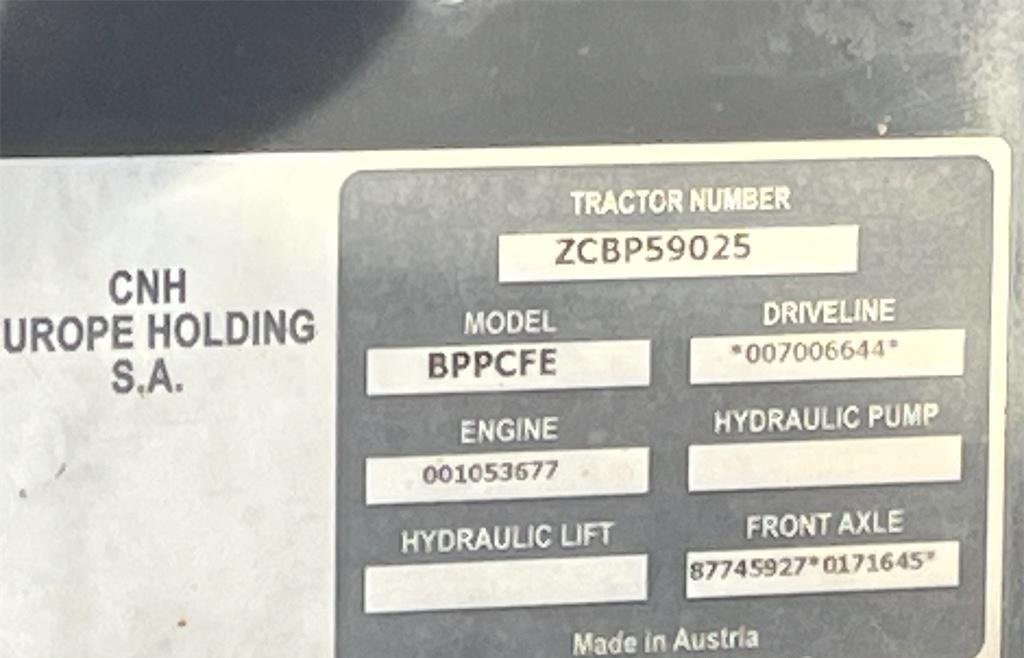 CNH
UROPE HOLDING
S.A.
TRACTOR NUMBER
ZCBP59025
MODEL
BPPCFE
DRIVELINE
*007006644*
ENGINE
001053677
HYDRAULIC PUMP
HYDRAULIC LIFT
FRONT AXLE
87745927*0171645*
Made in Austria